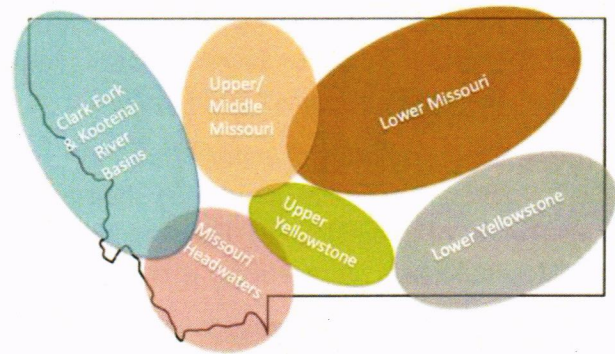 Clark Fork
& Kootenai
River
Basins
Upper/
Middle
Missouri
Lower Missouri
Upper
Yellowstone
Lower Yellowstone
Missouri
Headwaters